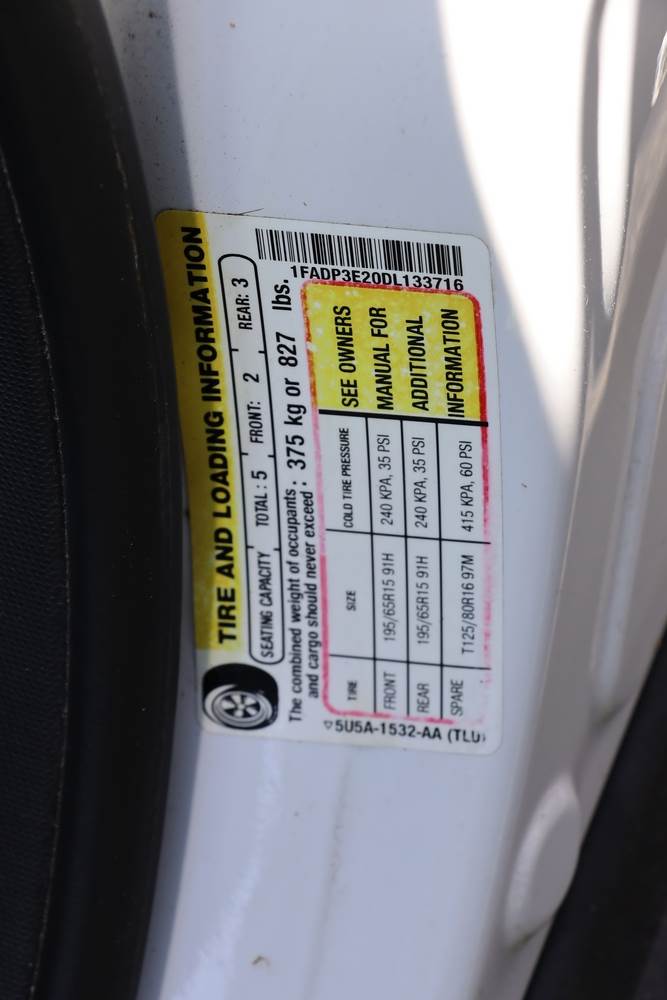 TIRE AND LOADING INFORMATION
SEATING CAPACITY TOTAL : 5 FRONT: 2 REAR: 3
The combined weight of occupants
and cargo should never exceed : 375 kg or 827 lbs.
TIRE SIZE COLD TIRE PRESSURE
FRONT 195/65R15 91H 240 KPA, 35 PSI
REAR 195/65R15 91H 240 KPA, 35 PSI
SPARE T125/80R16 97M 415 KPA, 60 PSI
SEE OWNERS
MANUAL FOR
ADDITIONAL
INFORMATION
1FADP3E20DL133716
5U5A-1532-AA (TLU)